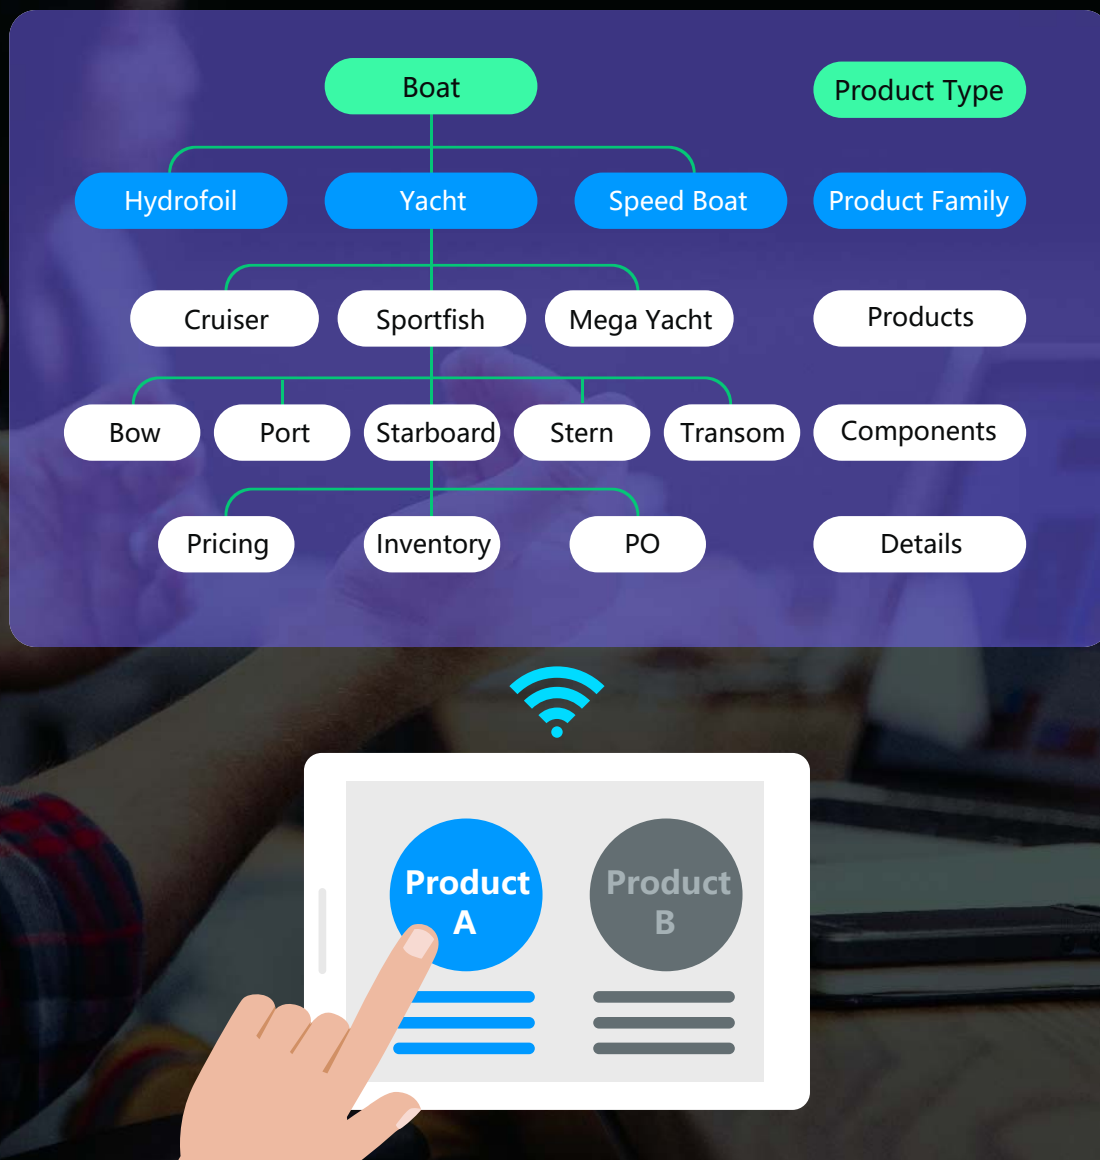 Boat
Product Type
Hydrofoil
Yacht
Speed Boat
Product Family
Cruiser
Sportfish
Mega Yacht
Products
Bow
Port
Starboard
Stern
Transom
Components
Pricing
Inventory
PO
Details
Product
A
Product
B